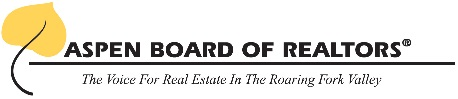 ASPEN BOARD OF REALTORS®
The Voice For Real Estate In The Roaring Fork Valley